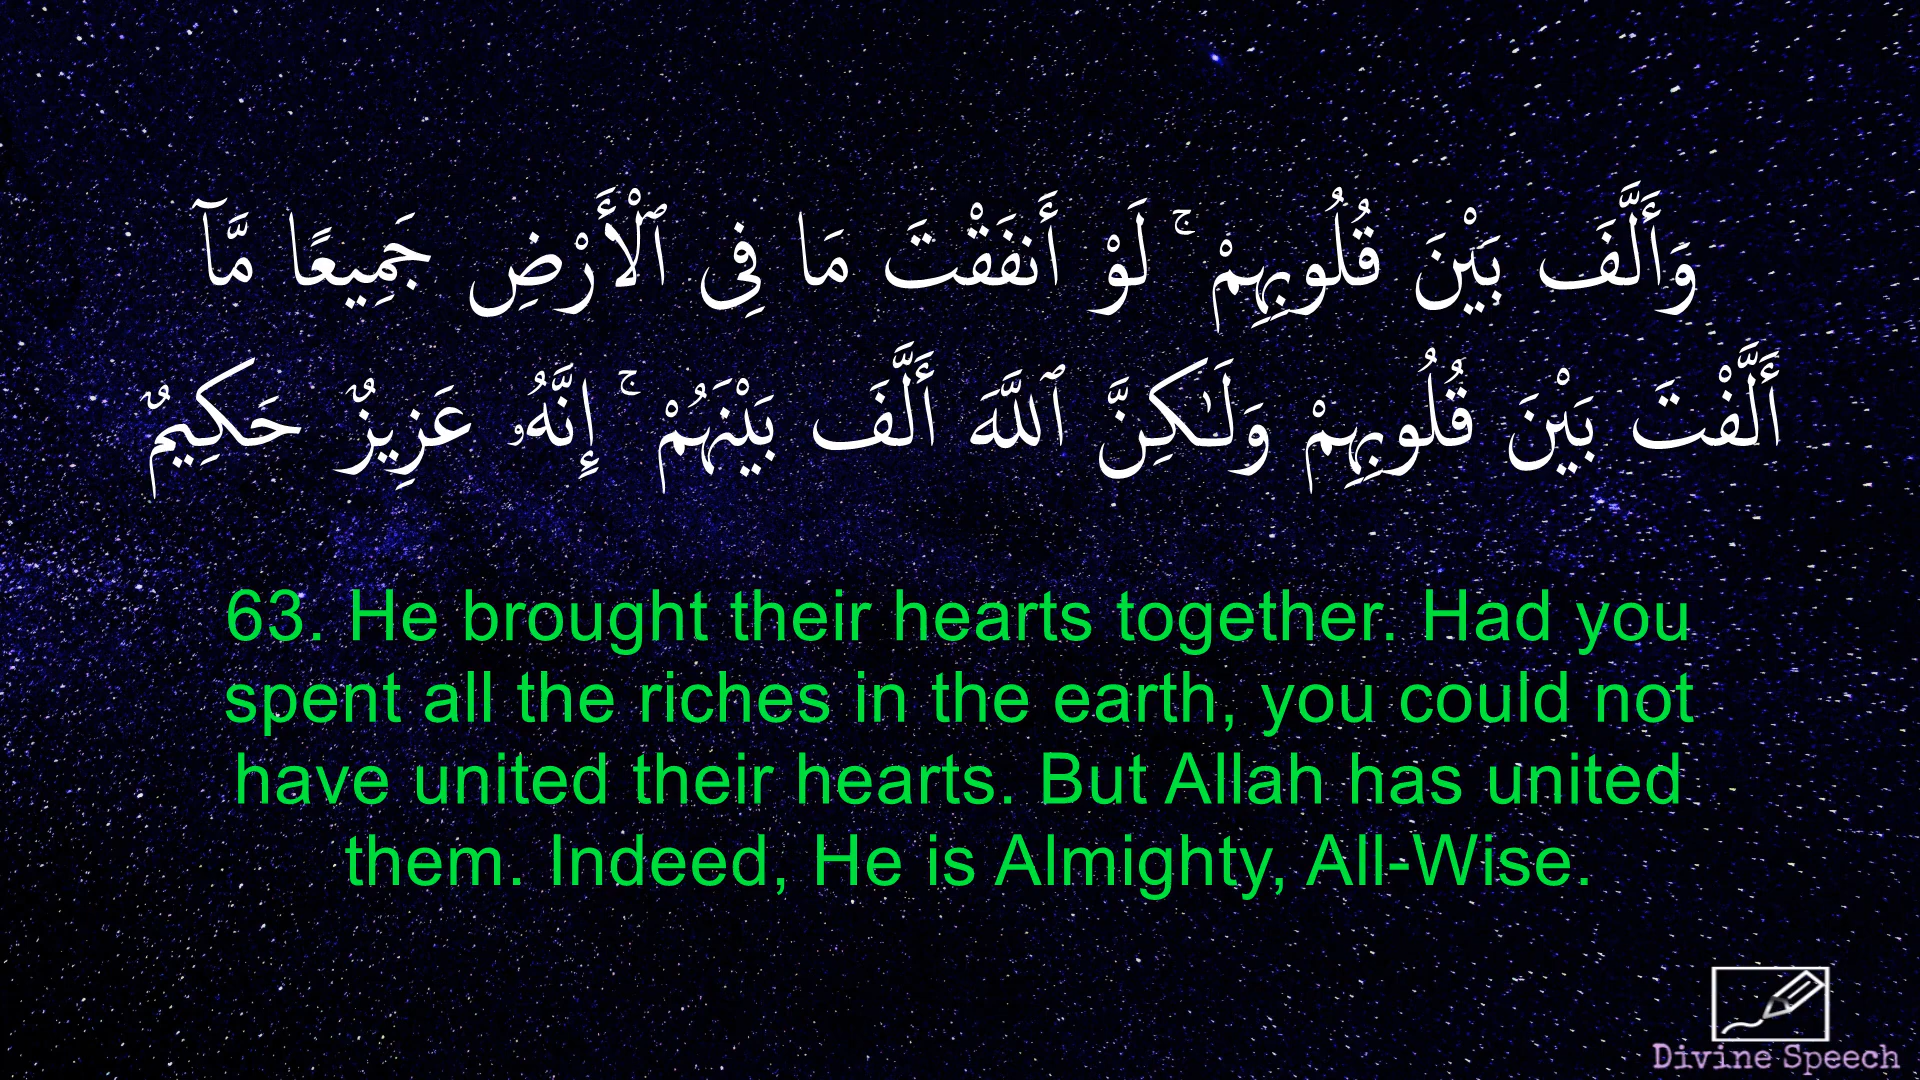 وَأَلَّفَ بَيْنَ قُلُوبِهِمْ ۚ لَوْ أَنفَقْتَ مَا فِى ٱلْأَرْضِ جَمِيعًا مَّآ
أَلَّفْتَ بَيْنَ قُلُوبِهِمْ وَلَـٰكِنَّ ٱللَّهَ أَلَّفَ بَيْنَهُمْ ۚ إِنَّهُۥ عَزِيزٌ حَكِيمٌ
63. He brought their hearts together. Had you
spent all the riches in the earth, you could not
have united their hearts. But Allah has united
them. Indeed, He is Almighty, All-Wise.
Divine Speech